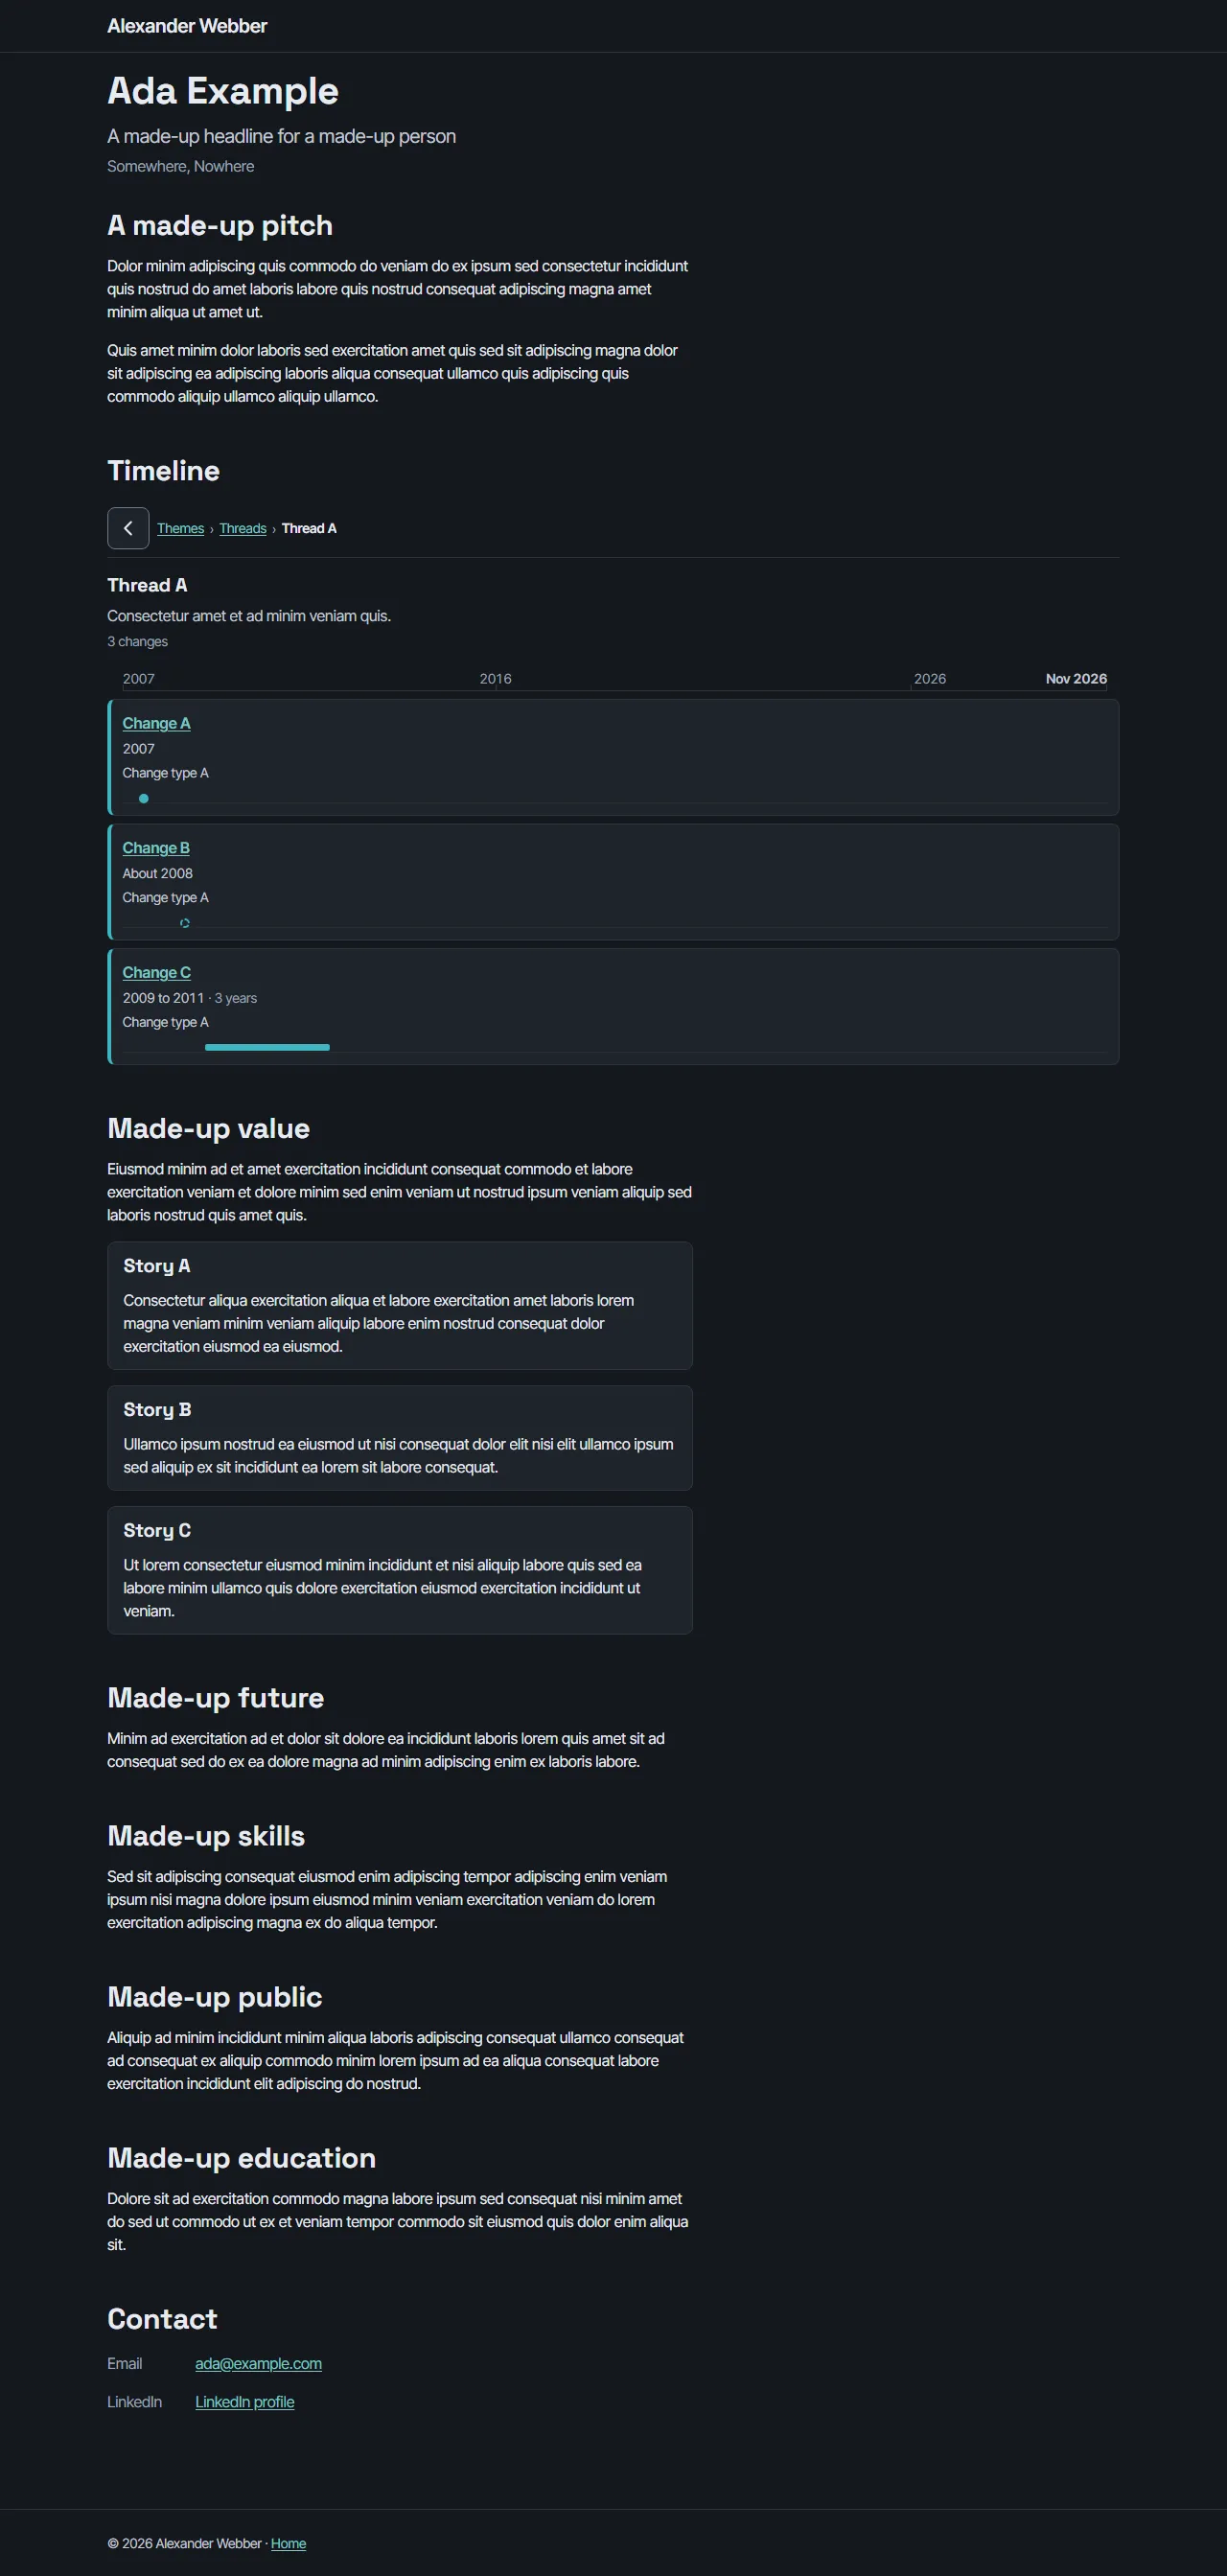 Alexander Webber
Ada Example
A made-up headline for a made-up person
Somewhere, Nowhere
A made-up pitch
Dolor minim adipiscing quis commodo do veniam do ex ipsum sed consectetur incididunt
quis nostrud do amet laboris labore quis nostrud consequat adipiscing magna amet
minim aliqua ut amet ut.
Quis amet minim dolor laboris sed exercitation amet quis sed sit adipiscing magna dolor
sit adipiscing ea adipiscing laboris aliqua consequat ullamco quis adipiscing quis
commodo aliquip ullamco aliquip ullamco.
Timeline
Themes › Threads › Thread A
Thread A
Consectetur amet et ad minim veniam quis.
3 changes
2007 2016 2026 Nov 2026
Change A
2007
Change type A
Change B
About 2008
Change type A
Change C
2009 to 2011 · 3 years
Change type A
Made-up value
Eiusmod minim ad et amet exercitation incididunt consequat commodo et labore
exercitation veniam et dolore minim sed enim veniam ut nostrud ipsum veniam aliquip sed
laboris nostrud quis amet quis.
Story A
Consectetur aliqua exercitation aliqua et labore exercitation amet laboris lorem
magna veniam minim veniam aliquip labore enim nostrud consequat dolor
exercitation eiusmod ea eiusmod.
Story B
Ullamco ipsum nostrud ea eiusmod ut nisi consequat dolor elit nisi elit ullamco ipsum
sed aliquip ex sit incididunt ea lorem sit labore consequat.
Story C
Ut lorem consectetur eiusmod minim incididunt et nisi aliquip labore quis sed ea
labore minim ullamco quis dolore exercitation eiusmod exercitation incididunt ut
veniam.
Made-up future
Minim ad exercitation ad et dolor sit dolore ea incididunt laboris lorem quis amet sit ad
consequat sed do ex ea dolore magna ad minim adipiscing enim ex laboris labore.
Made-up skills
Sed sit adipiscing consequat eiusmod enim adipiscing tempor adipiscing enim veniam
ipsum nisi magna dolore ipsum eiusmod minim veniam exercitation veniam do lorem
exercitation adipiscing magna ex do aliqua tempor.
Made-up public
Aliquip ad minim incididunt minim aliqua laboris adipiscing consequat ullamco consequat
ad consequat ex aliquip commodo minim lorem ipsum ad ea aliqua consequat labore
exercitation incididunt elit adipiscing do nostrud.
Made-up education
Dolore sit ad exercitation commodo magna labore ipsum sed consequat nisi minim amet
do sed ut commodo ut ex et veniam tempor commodo sit eiusmod quis dolor enim aliqua
sit.
Contact
Email ada@example.com
LinkedIn LinkedIn profile
© 2026 Alexander Webber · Home